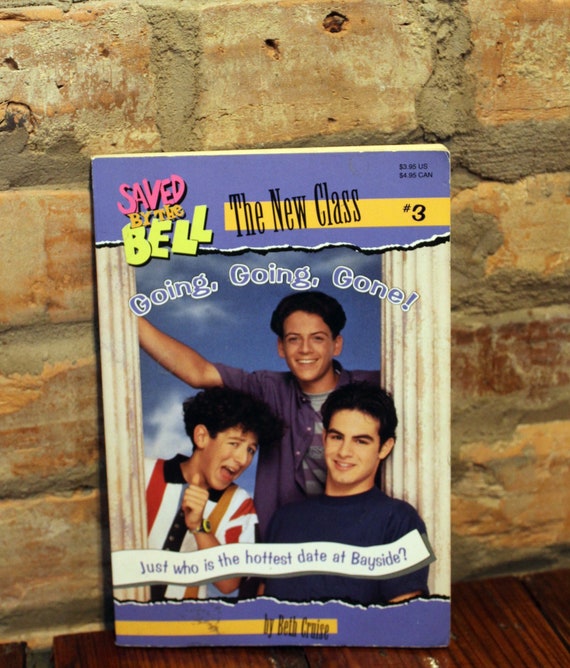 $3.95 US
$4.95 CAN
SAVED
BY THE
BELL
The New Class
#3
Going, Going, Gone!
Just who is the hottest date at Bayside?
by Beth Cruise